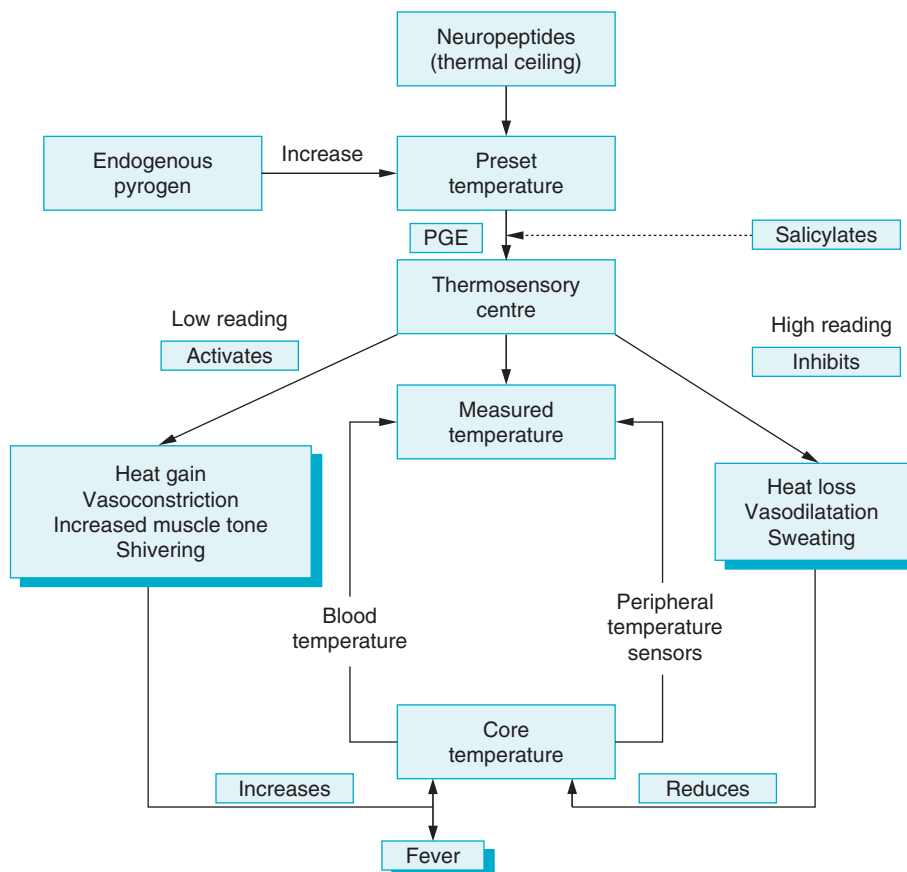 Neuropeptides
(thermal ceiling)
Endogenous
pyrogen
Increase
Preset
temperature
PGE
Salicylates
Thermosensory
centre
Low reading
Activates
High reading
Inhibits
Measured
temperature
Heat gain
Vasoconstriction
Increased muscle tone
Shivering
Heat loss
Vasodilatation
Sweating
Blood
temperature
Peripheral
temperature
sensors
Core
temperature
Increases
Reduces
Fever